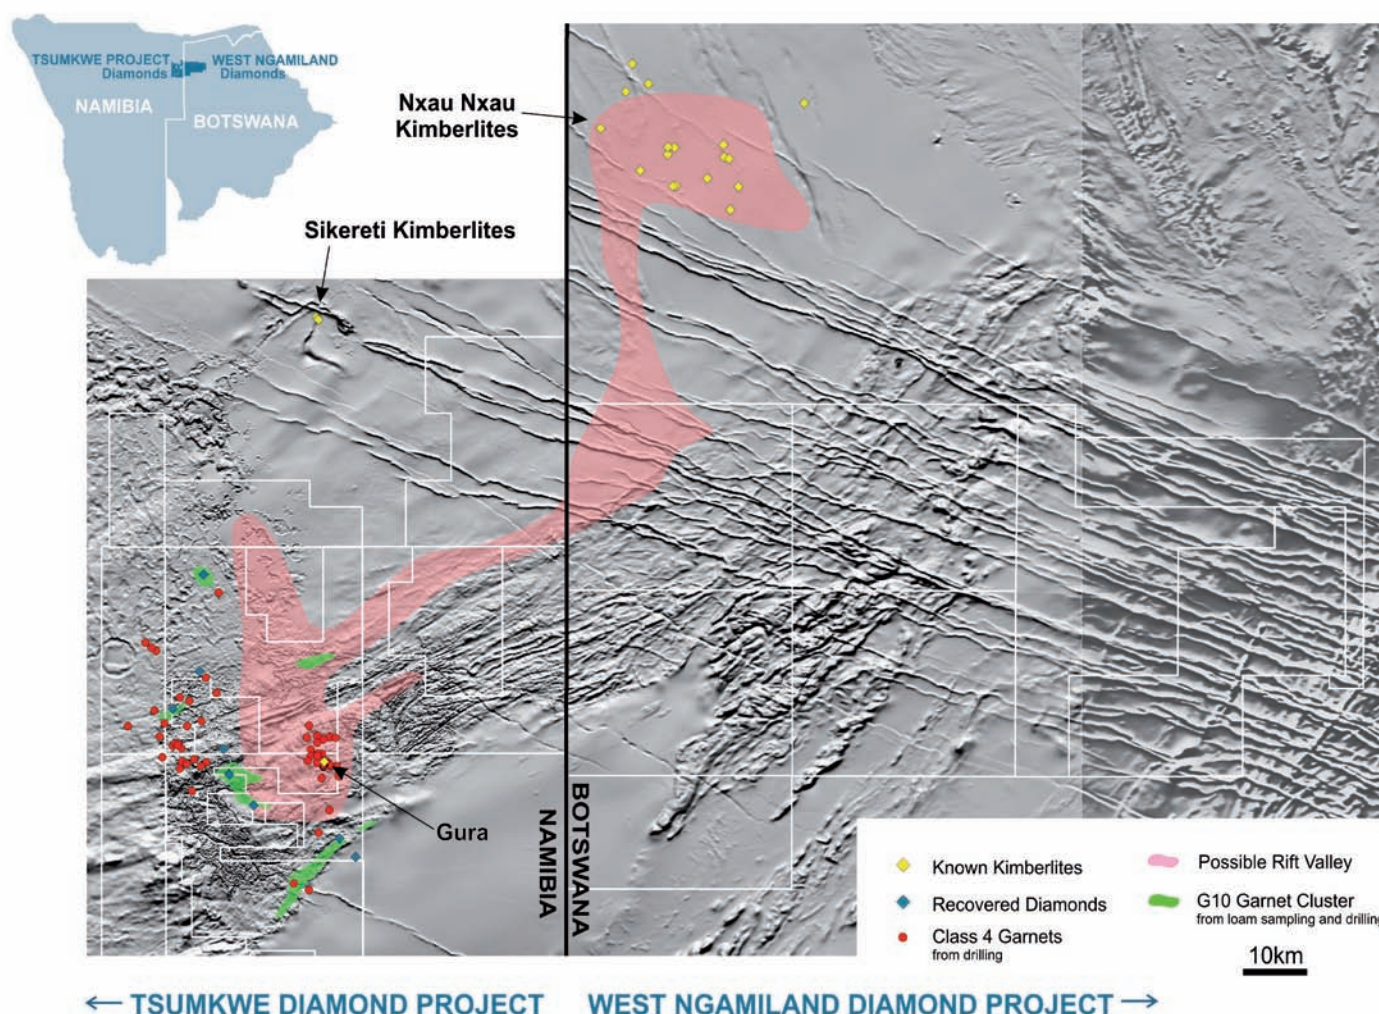 TSUMKWE PROJECT
Diamonds
WEST NGAMILAND
Diamonds
NAMIBIA
BOTSWANA
Nxau Nxau
Kimberlites
Sikereti Kimberlites
Gura
NAMIBIA
BOTSWANA
Known Kimberlites
Recovered Diamonds
Class 4 Garnets
from drilling
Possible Rift Valley
G10 Garnet Cluster
from loam sampling and drilling
10km
← TSUMKWE DIAMOND PROJECT
WEST NGAMILAND DIAMOND PROJECT →